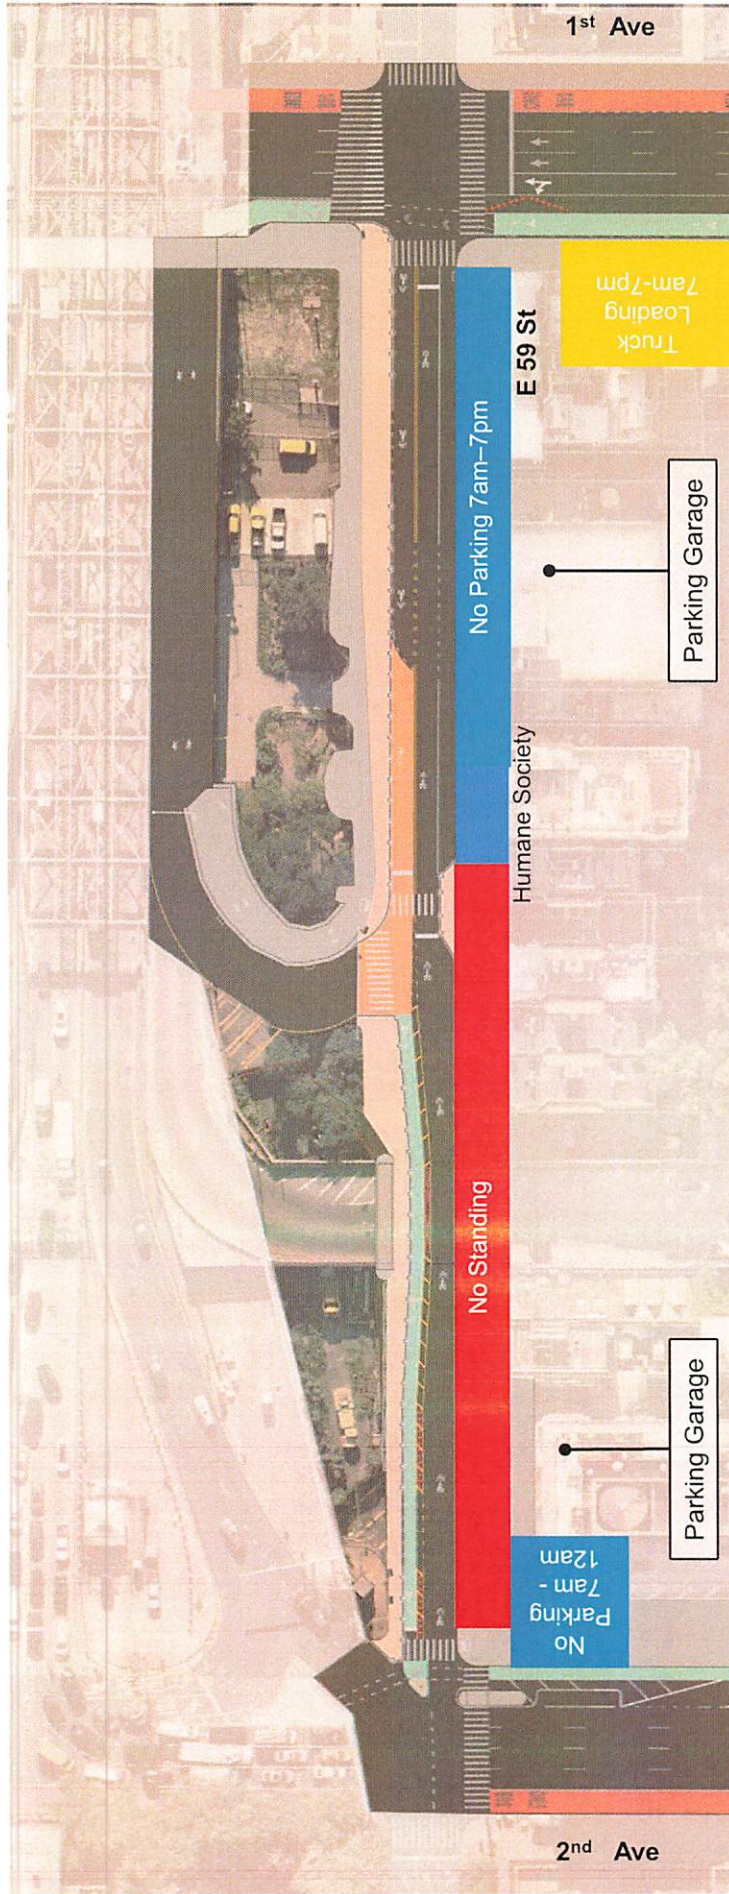 1st Ave
Truck
Loading
7am-7pm
E 59 St
No Parking 7am–7pm
Parking Garage
Humane Society
No Standing
Parking Garage
No
Parking
7am -
12am
2nd Ave